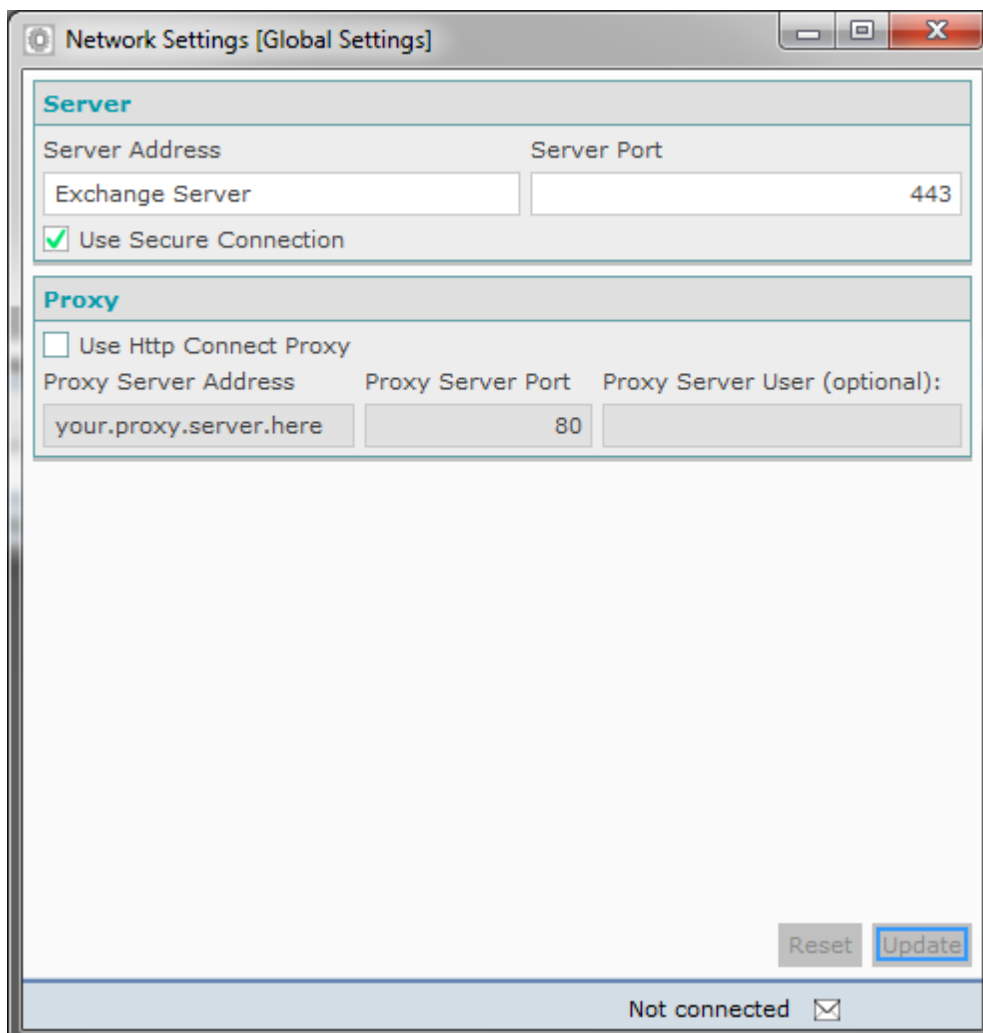 Network Settings [Global Settings]
Server
Server Address Server Port
Exchange Server 443
Use Secure Connection
Proxy
Use Http Connect Proxy
Proxy Server Address Proxy Server Port Proxy Server User (optional):
your.proxy.server.here 80
Reset Update
Not connected